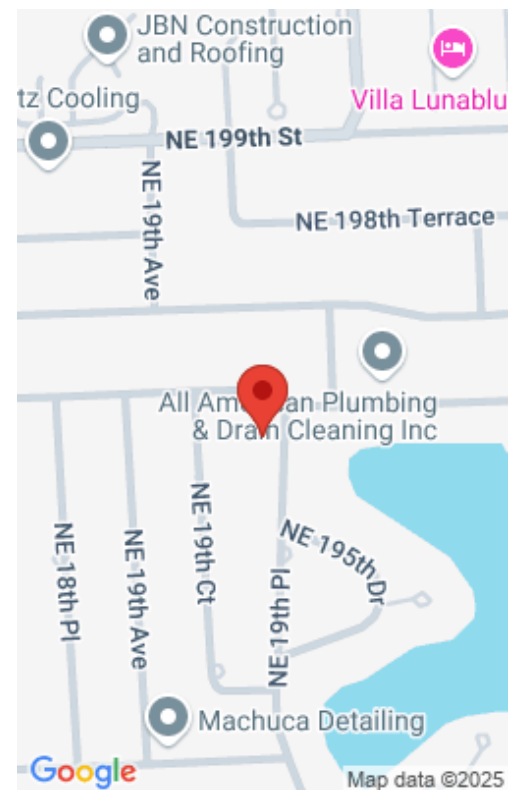 JBN Construction
and Roofing
tz Cooling
Villa Lunablu
NE 199th St
NE 19th Ave
NE 198th Terrace
All American Plumbing
& Drain Cleaning Inc
NE 18th Pl
NE 19th Ave
NE 19th Ct
NE 19th Pl
NE 195th Dr
Machuca Detailing
Google
Map data ©2025